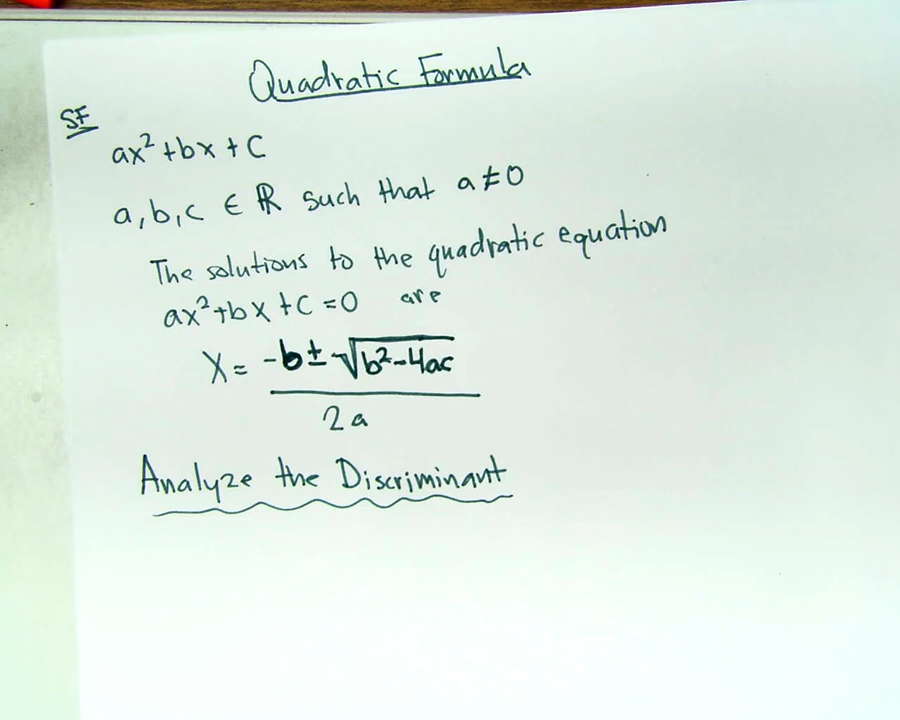 Quadratic Formula
SF
ax² + bx + c
a, b, c ∈ ℝ such that a ≠ 0
The solutions to the quadratic equation
ax² + bx + c = 0 are
x = -b ± √b² - 4ac
2a
Analyze the Discriminant